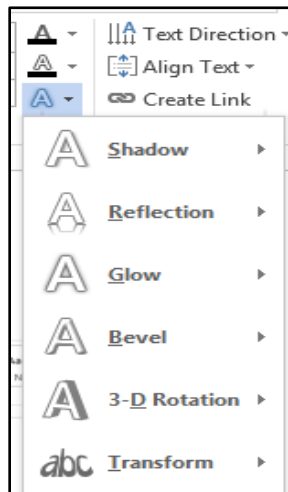 A Text Direction
A Align Text
A Create Link
A Shadow
A Reflection
A Glow
A Bevel
A 3-D Rotation
abc Transform